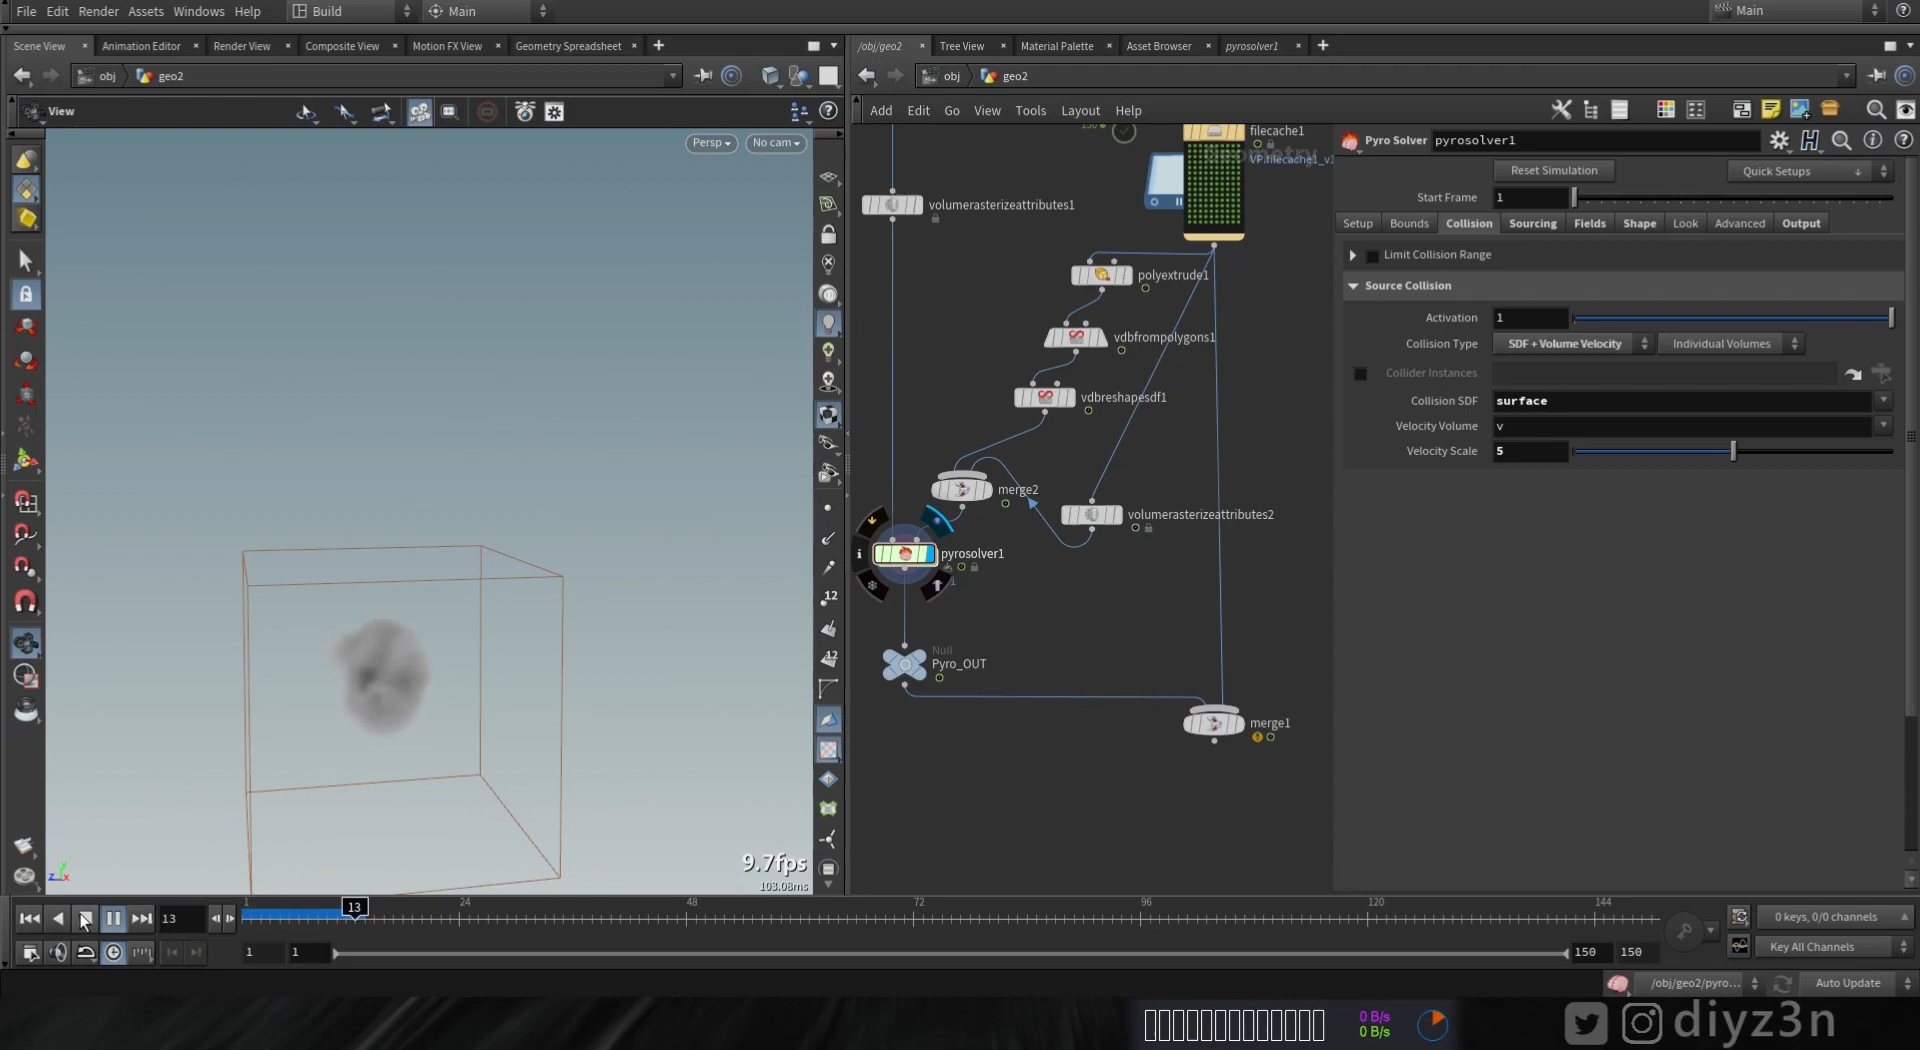 File Edit Render Assets Windows Help Build Main Main
Scene View Animation Editor Render View Composite View Motion FX View Geometry Spreadsheet
/obj/geo2 Tree View Material Palette Asset Browser pyrosolver1
obj geo2
obj geo2
View
Add Edit Go View Tools Layout Help
Persp No cam
filecache1
VP.filecache1_v1
volumerasterizeattributes1
polyextrude1
vdbfrompolygons1
vdbreshapesdf1
merge2
volumerasterizeattributes2
pyrosolver1
1
Null
Pyro_OUT
merge1
Pyro Solver pyrosolver1
Reset Simulation Quick Setups
Start Frame 1
Setup Bounds Collision Sourcing Fields Shape Look Advanced Output
Limit Collision Range
Source Collision
Activation 1
Collision Type SDF + Volume Velocity Individual Volumes
Collider Instances
Collision SDF surface
Velocity Volume v
Velocity Scale 5
12
12
9.7fps
103.08ms
z x
13
1 13 24 48 72 96 120 144
0 keys, 0/0 channels
1 1 150 150
Key All Channels
/obj/geo2/pyro... Auto Update
0 B/s
0 B/s
diyz3n